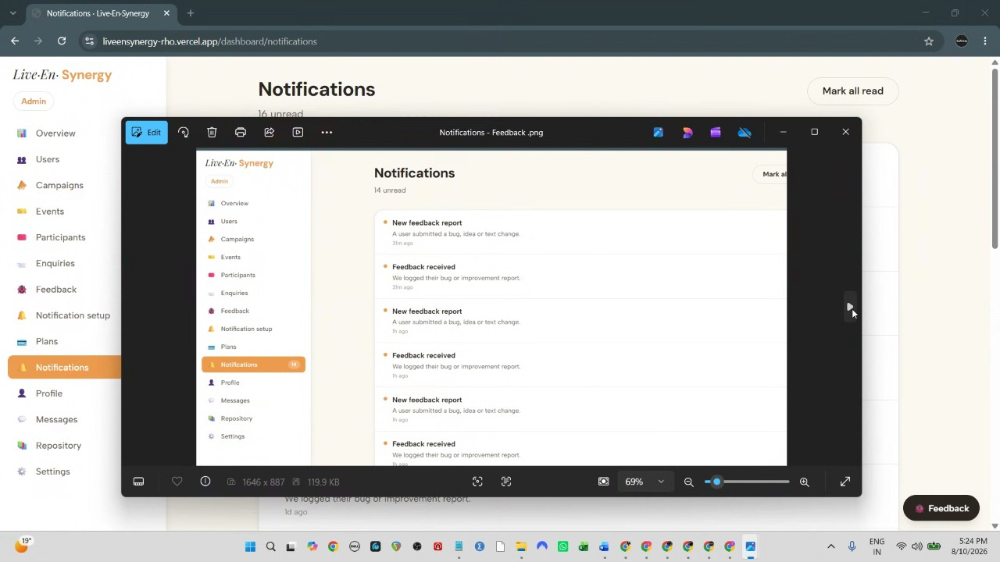 Notifications - Live·En·Synergy
liveensynergy-rho.vercel.app/dashboard/notifications
Live·En· Synergy
Admin
Overview
Users
Campaigns
Events
Participants
Enquiries
Feedback
Notification setup
Plans
Notifications
Profile
Messages
Repository
Settings
Notifications
16 unread
Mark all read
Edit
Notifications - Feedback .png
Live·En· Synergy
Admin
Overview
Users
Campaigns
Events
Participants
Enquiries
Feedback
Notification setup
Plans
Notifications 14
Profile
Messages
Repository
Settings
Notifications
Mark al
14 unread
New feedback report
A user submitted a bug, idea or text change.
31m ago
Feedback received
We logged their bug or improvement report.
31m ago
New feedback report
A user submitted a bug, idea or text change.
1h ago
Feedback received
We logged their bug or improvement report.
1h ago
New feedback report
A user submitted a bug, idea or text change.
1h ago
Feedback received
We logged their bug or improvement report.
1h ago
1646 x 887 119.9 KB
69%
We logged their bug or improvement report.
1d ago
Feedback
19°
ENG
IN
5:24 PM
8/10/2026